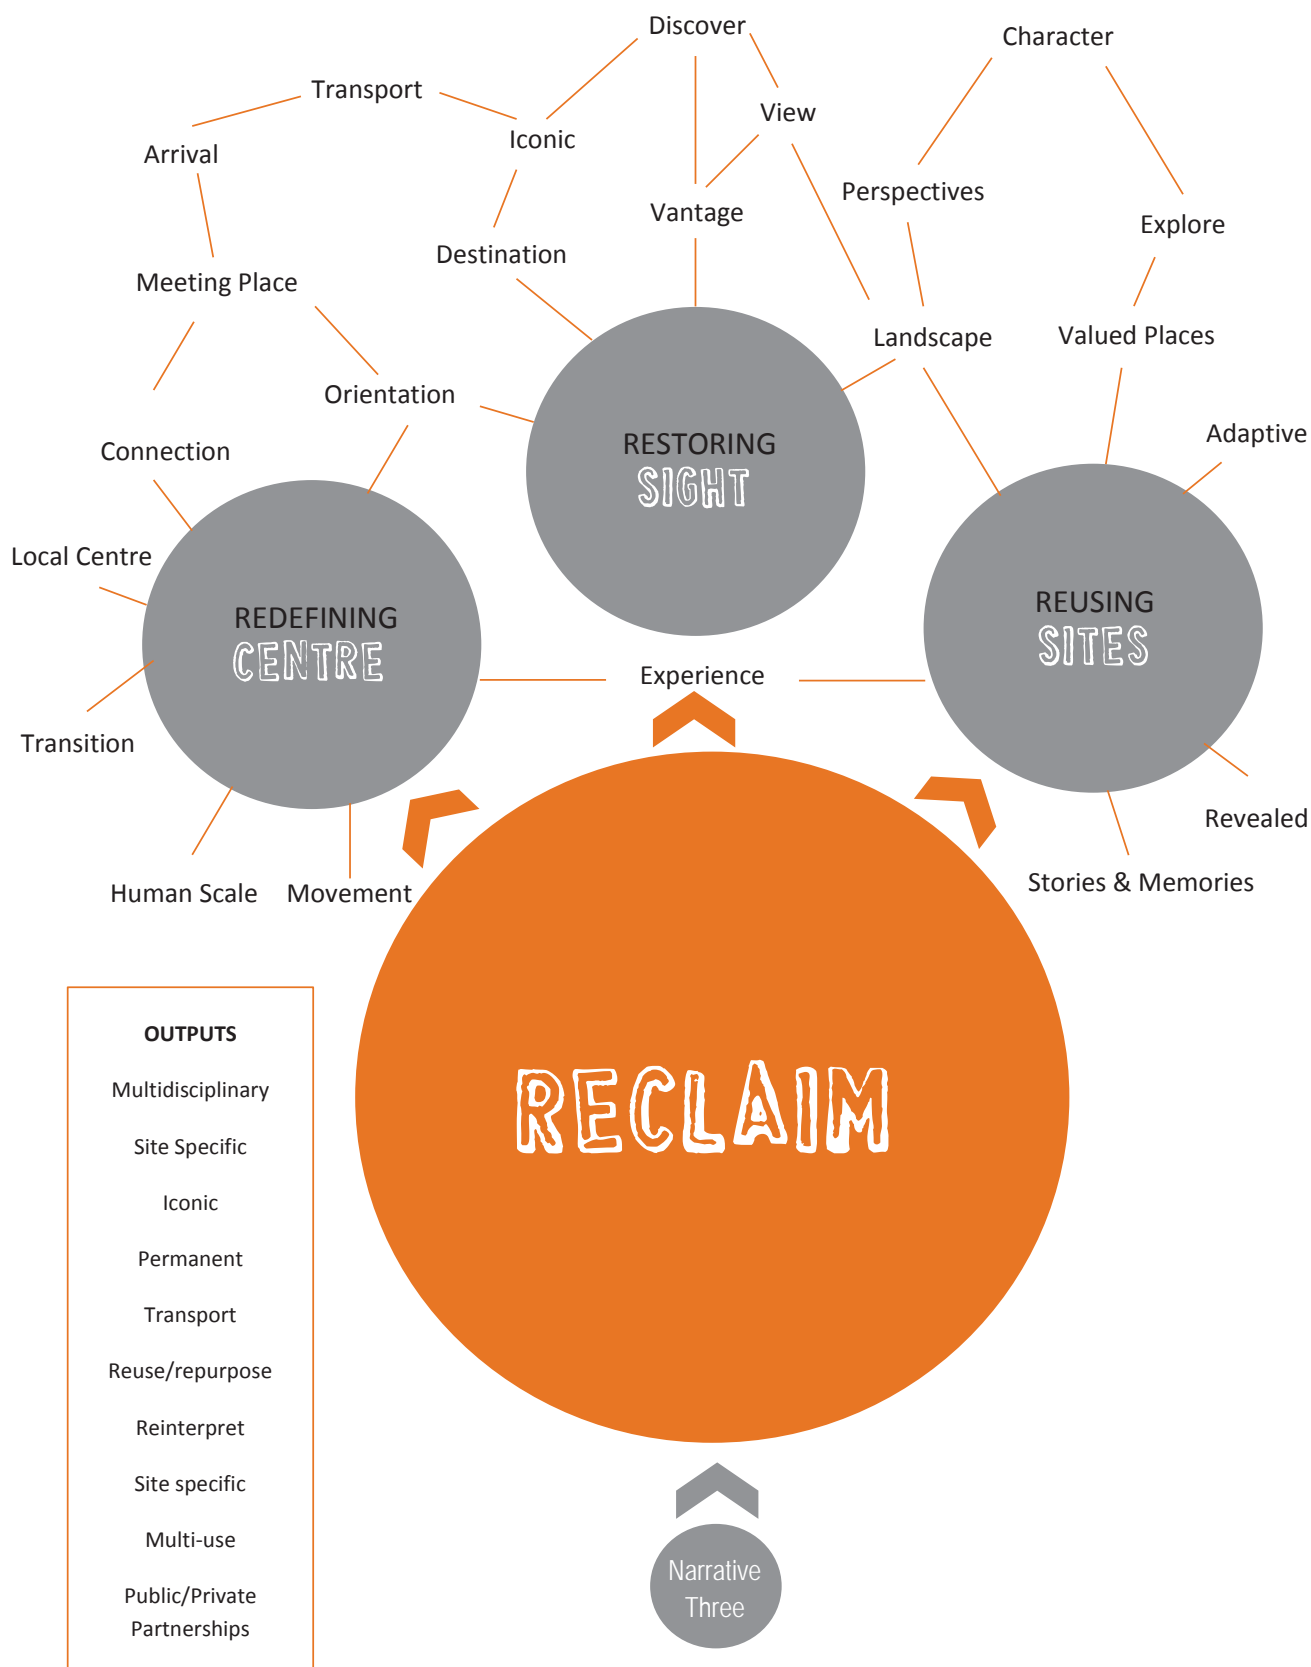 Discover
Character
Transport
View
Iconic
Arrival
Perspectives
Vantage
Explore
Destination
Meeting Place
Landscape
Valued Places
Orientation
Adaptive
Connection
RESTORING
SIGHT
Local Centre
REDEFINING
CENTRE
REUSING
SITES
Experience
Transition
Revealed
Human Scale
Movement
Stories & Memories
RECLAIM
OUTPUTS
Multidisciplinary
Site Specific
Iconic
Permanent
Transport
Reuse/repurpose
Reinterpret
Site specific
Multi-use
Public/Private
Partnerships
Narrative
Three